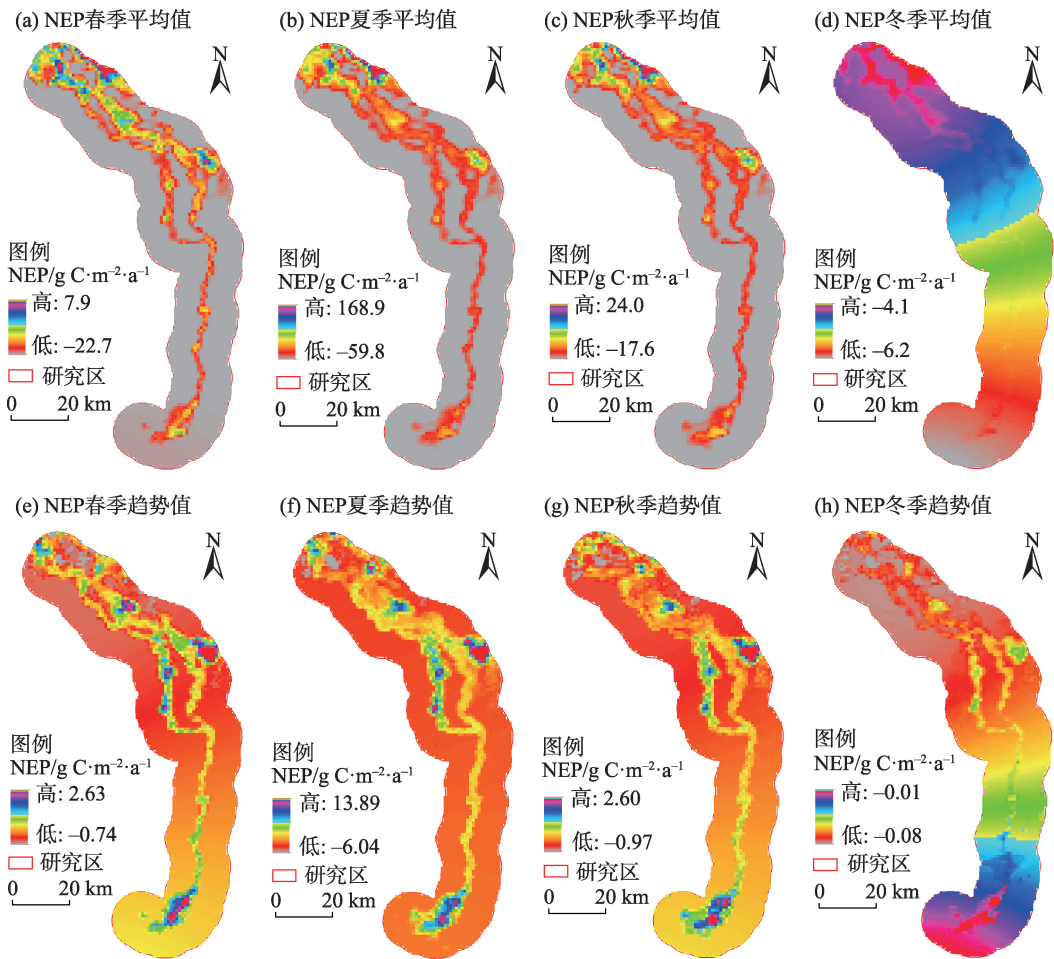 (a) NEP春季平均值
N
图例
NEP/g C·m⁻²·a⁻¹
高: 7.9
低: –22.7
研究区
0 20 km
(b) NEP夏季平均值
N
图例
NEP/g C·m⁻²·a⁻¹
高: 168.9
低: –59.8
研究区
0 20 km
(c) NEP秋季平均值
N
图例
NEP/g C·m⁻²·a⁻¹
高: 24.0
低: –17.6
研究区
0 20 km
(d) NEP冬季平均值
N
图例
NEP/g C·m⁻²·a⁻¹
高: –4.1
低: –6.2
研究区
0 20 km
(e) NEP春季趋势值
N
图例
NEP/g C·m⁻²·a⁻¹
高: 2.63
低: –0.74
研究区
0 20 km
(f) NEP夏季趋势值
N
图例
NEP/g C·m⁻²·a⁻¹
高: 13.89
低: –6.04
研究区
0 20 km
(g) NEP秋季趋势值
N
图例
NEP/g C·m⁻²·a⁻¹
高: 2.60
低: –0.97
研究区
0 20 km
(h) NEP冬季趋势值
N
图例
NEP/g C·m⁻²·a⁻¹
高: –0.01
低: –0.08
研究区
0 20 km